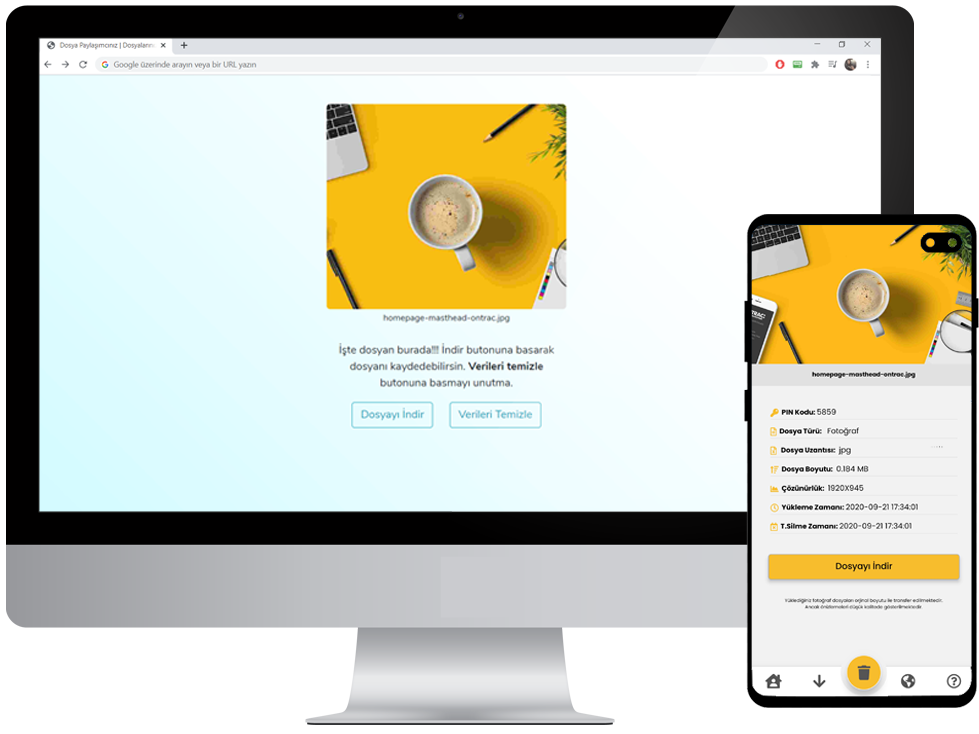 Dosya Paylaşımcınız | Dosyalarını
Google üzerinde arayın veya bir URL yazın
homepage-masthead-ontrac.jpg
İşte dosyan burada!!! İndir butonuna basarak
dosyanı kaydedebilirsin. Verileri temizle
butonuna basmayı unutma.
Dosyayı İndir
Verileri Temizle
homepage-masthead-ontrac.jpg
PIN Kodu: 5859
Dosya Türü: Fotoğraf
Dosya Uzantısı: jpg
Dosya Boyutu: 0.184 MB
Çözünürlük: 1920X945
Yükleme Zamanı: 2020-09-21 17:34:01
T.Silme Zamanı: 2020-09-21 17:34:01
Dosyayı İndir
Yüklediğiniz fotoğraf dosyaları orjinal boyutu ile transfer edilmektedir.
Ancak önizlemeleri düşük kalitede gösterilmektedir.